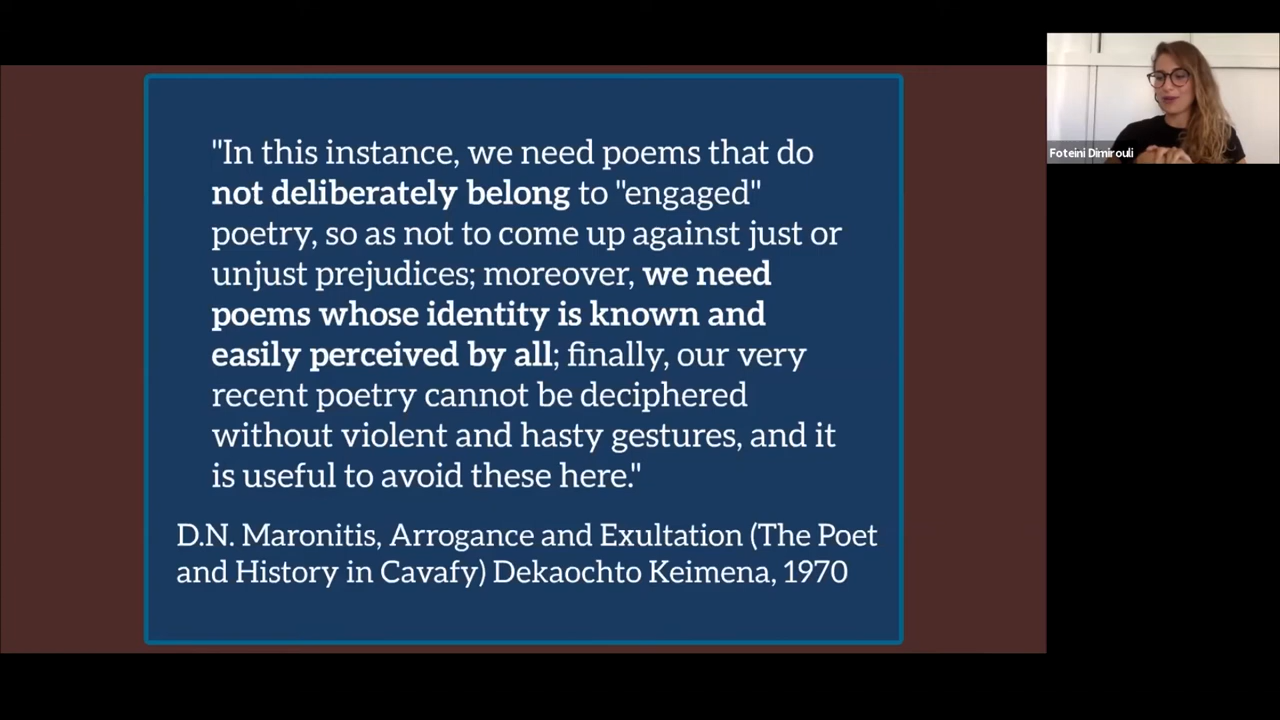 "In this instance, we need poems that do
not deliberately belong to "engaged"
poetry, so as not to come up against just or
unjust prejudices; moreover, we need
poems whose identity is known and
easily perceived by all; finally, our very
recent poetry cannot be deciphered
without violent and hasty gestures, and it
is useful to avoid these here."
D.N. Maronitis, Arrogance and Exultation (The Poet
and History in Cavafy) Dekaochto Keimena, 1970
Foteini Dimirouli